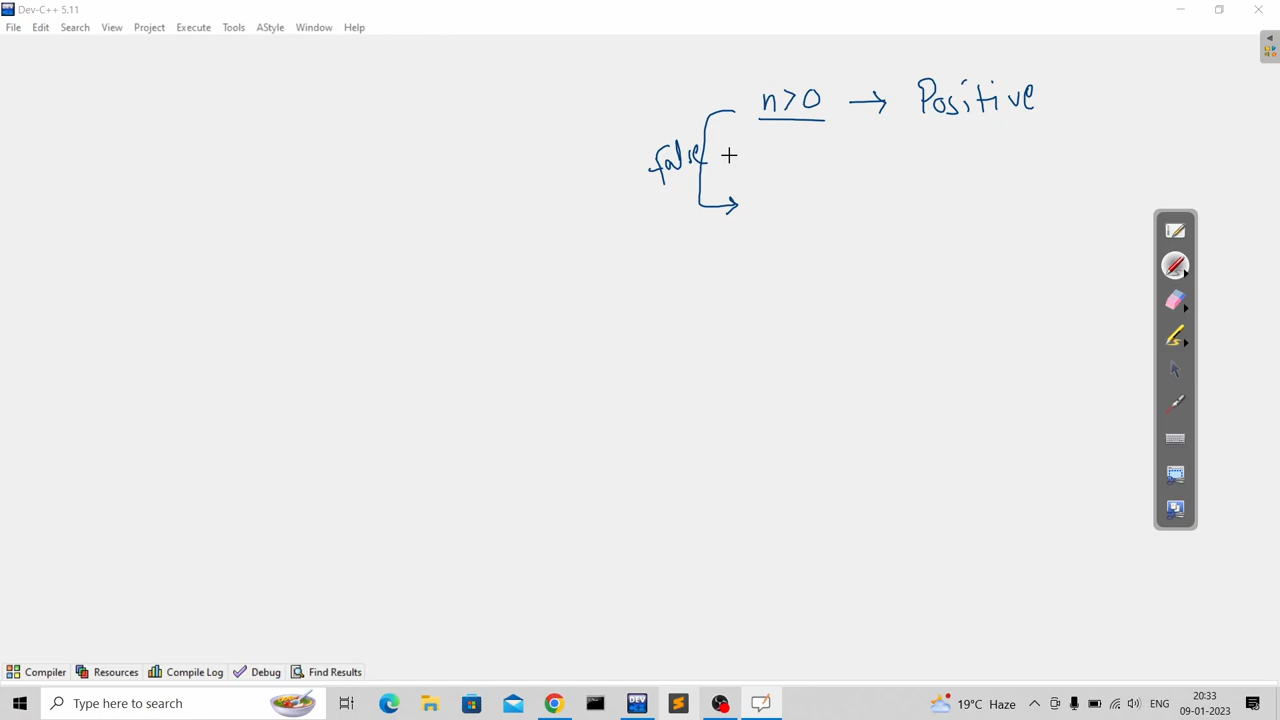 Dev-C++ 5.11
File Edit Search View Project Execute Tools AStyle Window Help
n>0 → Positive
false
Compiler Resources Compile Log Debug Find Results
Type here to search
DEV
19°C Haze ENG 20:33
09-01-2023